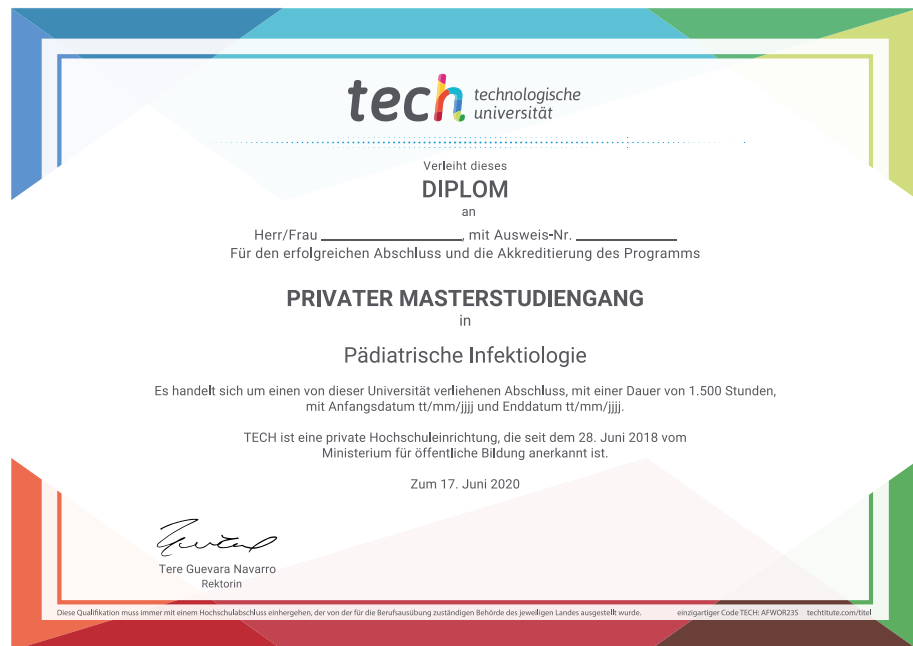 tech technologische
universität
Verleiht dieses
DIPLOM
an
Herr/Frau ____________________, mit Ausweis-Nr. ______________
Für den erfolgreichen Abschluss und die Akkreditierung des Programms
PRIVATER MASTERSTUDIENGANG
in
Pädiatrische Infektiologie
Es handelt sich um einen von dieser Universität verliehenen Abschluss, mit einer Dauer von 1.500 Stunden,
mit Anfangsdatum tt/mm/jjjj und Enddatum tt/mm/jjjj.
TECH ist eine private Hochschuleinrichtung, die seit dem 28. Juni 2018 vom
Ministerium für öffentliche Bildung anerkannt ist.
Zum 17. Juni 2020
Tere Guevara Navarro
Rektorin
Diese Qualifikation muss immer mit einem Hochschulabschluss einhergehen, der von der für die Berufsausübung zuständigen Behörde des jeweiligen Landes ausgestellt wurde. einzigartiger Code TECH: AFWOR23S techtitute.com/titel